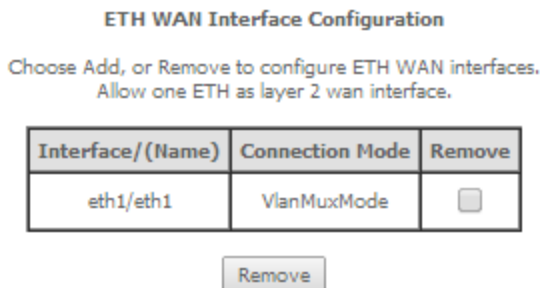 ETH WAN Interface Configuration
Choose Add, or Remove to configure ETH WAN interfaces.
Allow one ETH as layer 2 wan interface.
Interface/(Name) Connection Mode Remove
eth1/eth1 VlanMuxMode
Remove